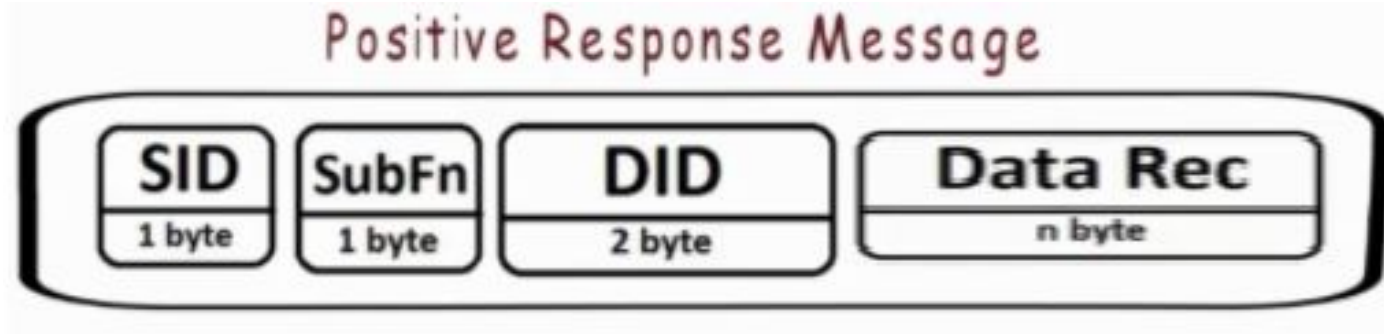 Positive Response Message
SID SubFn DID Data Rec
1 byte 1 byte 2 byte n byte